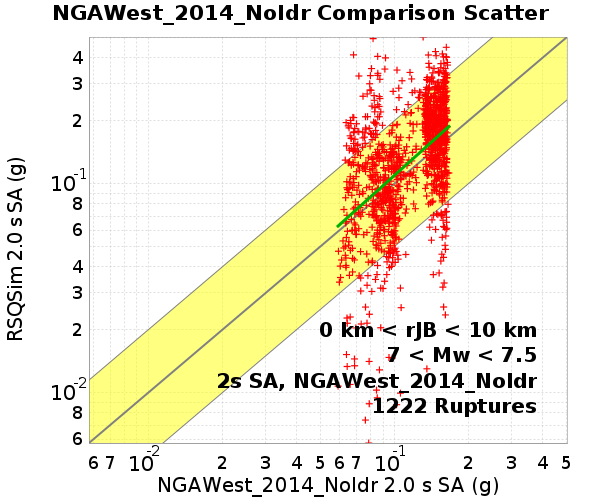 NGAWest_2014_NoIdr Comparison Scatter
RSQSim 2.0 s SA (g)
4
3
2
10-1
8
6
4
3
2
10-2
8
6
0 km < rJB < 10 km
7 < Mw < 7.5
2s SA, NGAWest_2014_NoIdr
1222 Ruptures
6 7 10-2 2 3 4 5 6 7 10-1 2 3 4 5
NGAWest_2014_NoIdr 2.0 s SA (g)